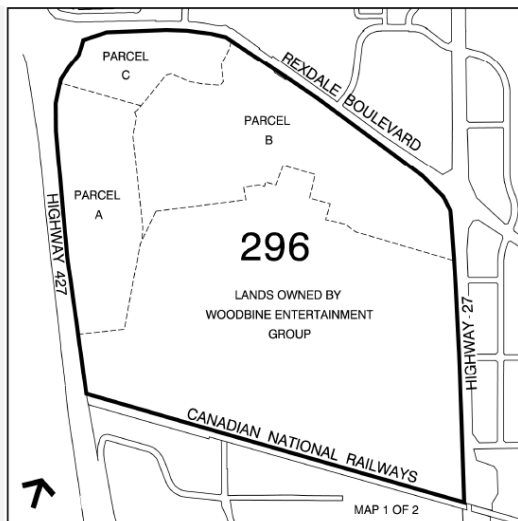 PARCEL
C
REXDALE BOULEVARD
PARCEL
B
PARCEL
A
HIGHWAY 427
296
LANDS OWNED BY
WOODBINE ENTERTAINMENT
GROUP
HIGHWAY 27
CANADIAN NATIONAL RAILWAYS
MAP 1 OF 2